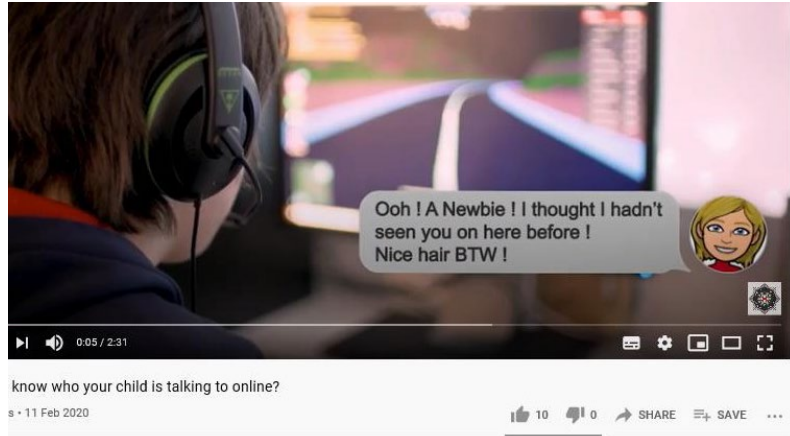 Ooh ! A Newbie ! I thought I hadn't
seen you on here before !
Nice hair BTW !
0:05 / 2:31
know who your child is talking to online?
s • 11 Feb 2020
10
0
SHARE
SAVE